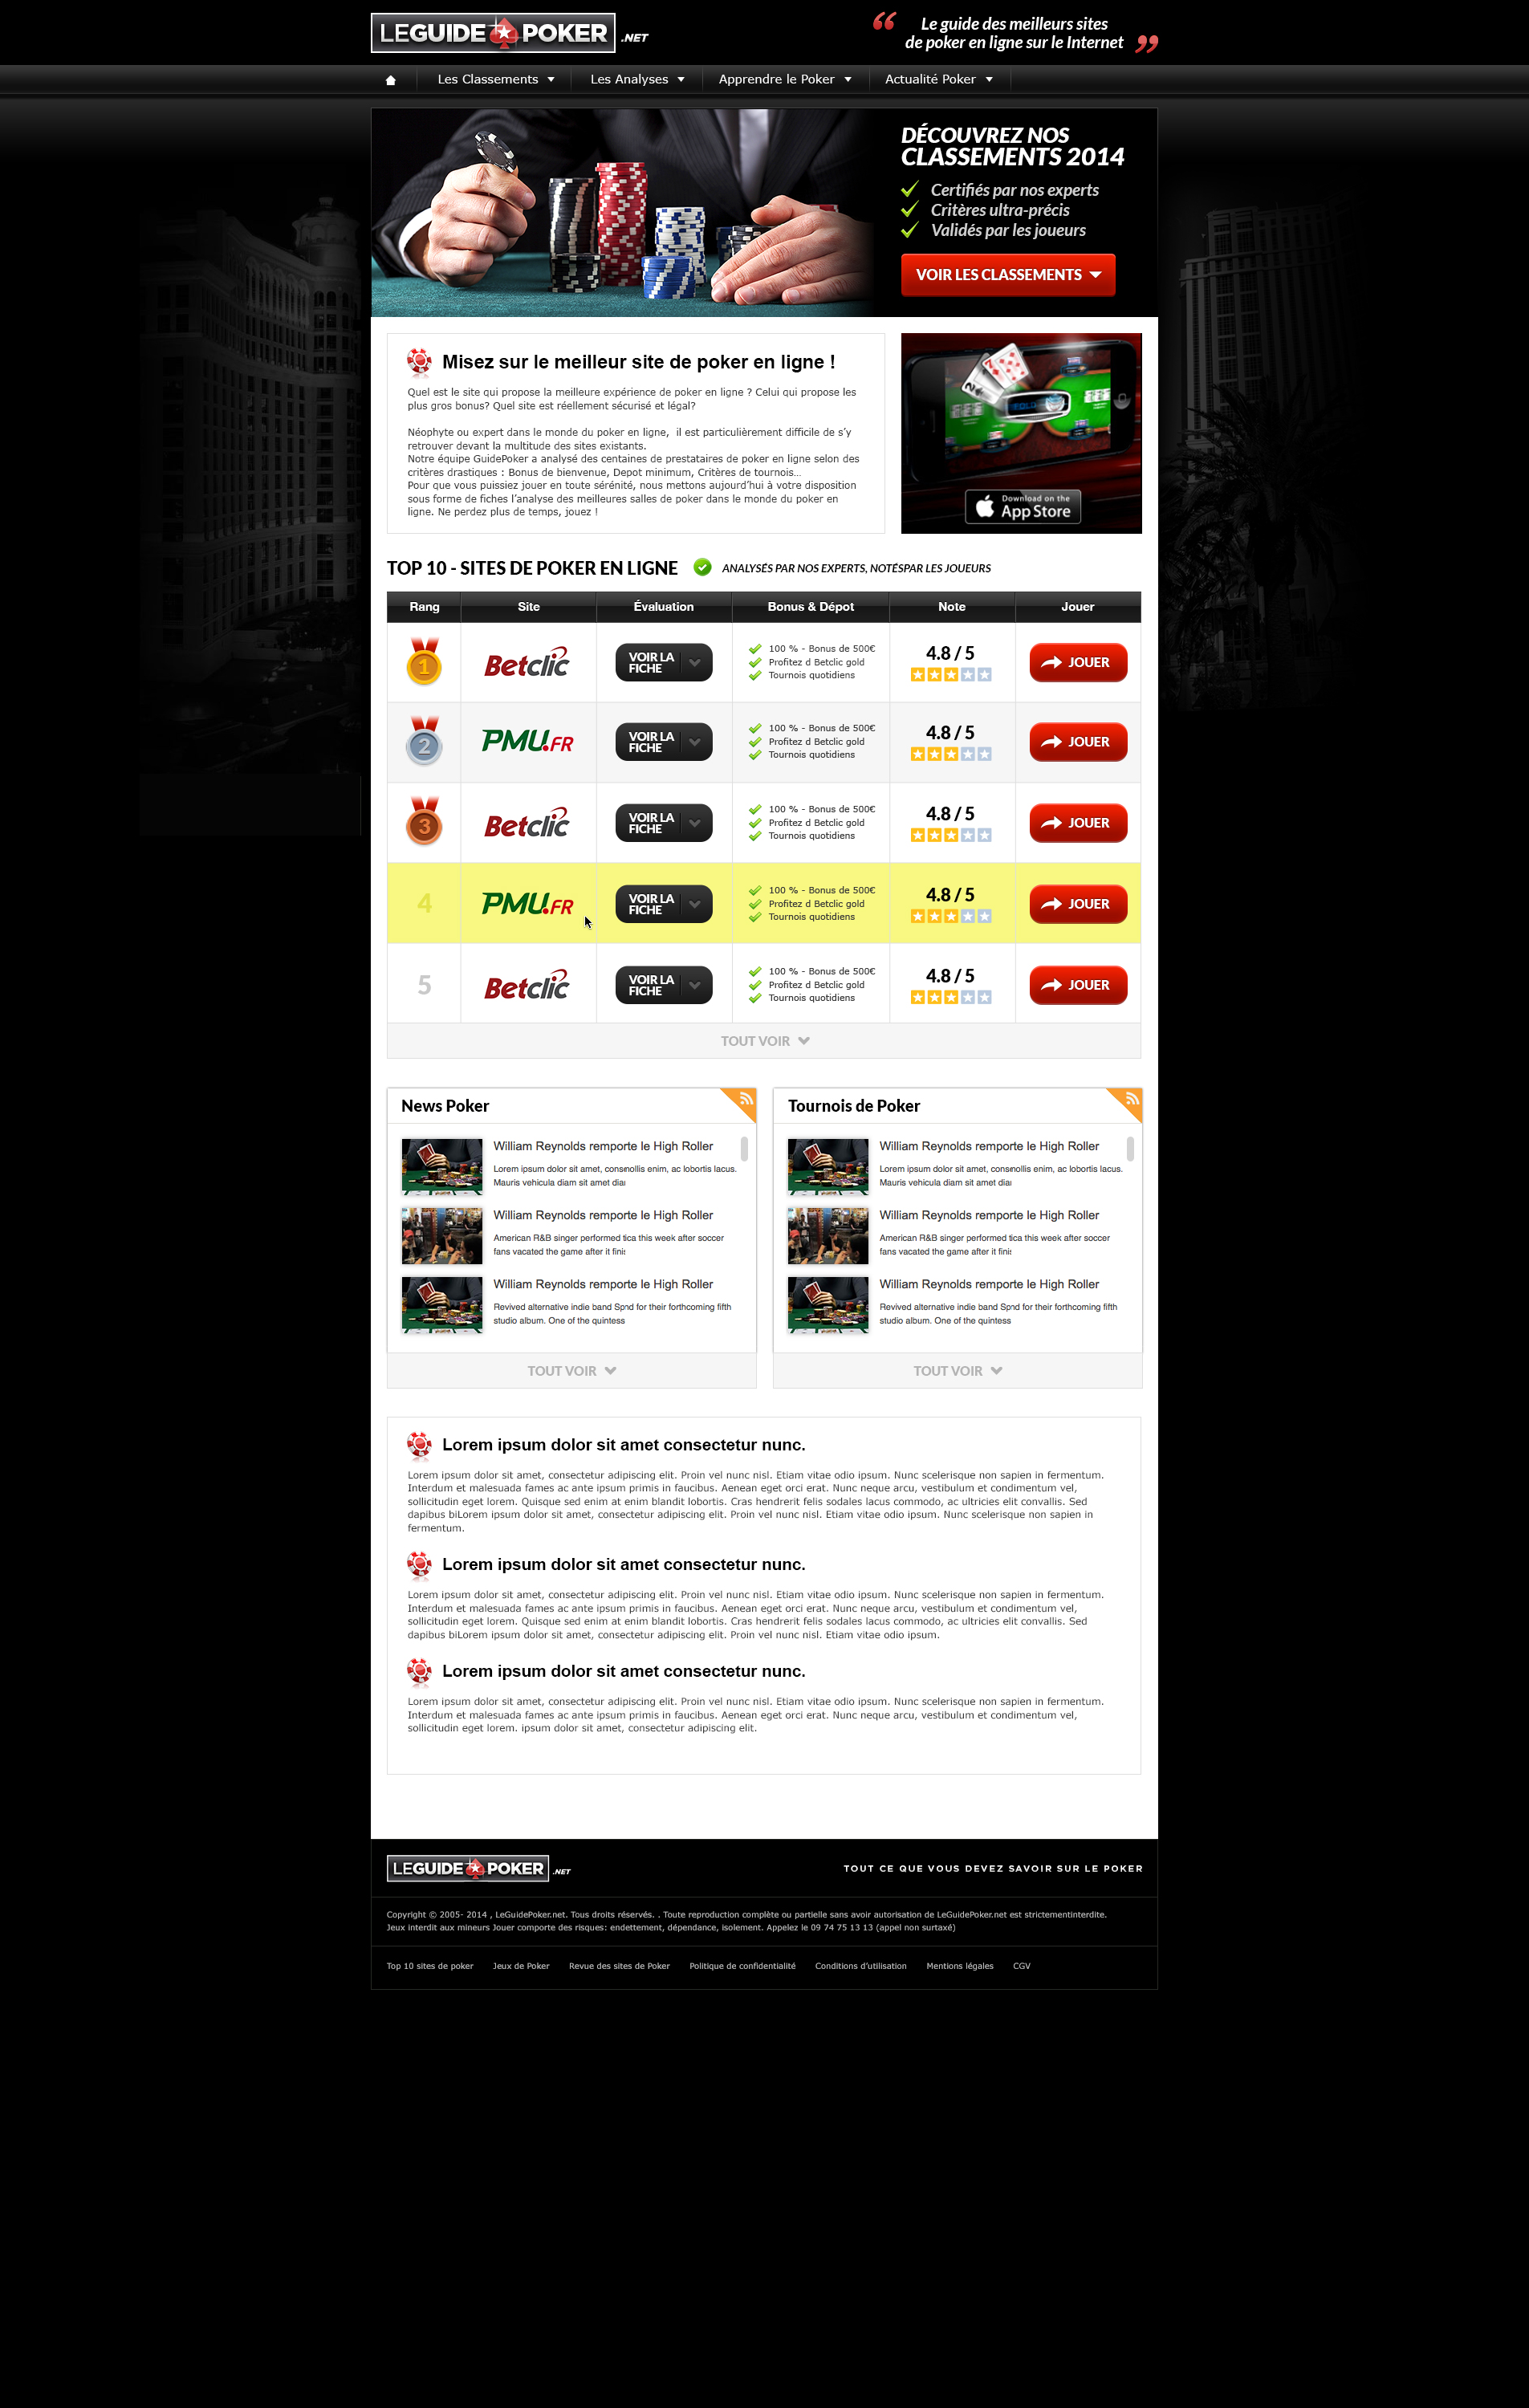 LEGUIDE POKER .NET
Le guide des meilleurs sites
de poker en ligne sur le Internet
Les Classements
Les Analyses
Apprendre le Poker
Actualité Poker
DÉCOUVREZ NOS
CLASSEMENTS 2014
Certifiés par nos experts
Critères ultra-précis
Validés par les joueurs
VOIR LES CLASSEMENTS
Misez sur le meilleur site de poker en ligne !
Quel est le site qui propose la meilleure expérience de poker en ligne ? Celui qui propose les
plus gros bonus? Quel site est réellement sécurisé et légal?
Néophyte ou expert dans le monde du poker en ligne,  il est particulièrement difficile de s’y
retrouver devant la multitude des sites existants.
Notre équipe GuidePoker a analysé des centaines de prestataires de poker en ligne selon des
critères drastiques : Bonus de bienvenue, Depot minimum, Critères de tournois...
Pour que vous puissiez jouer en toute sérénité, nous mettons aujourd’hui à votre disposition
sous forme de fiches l’analyse des meilleures salles de poker dans le monde du poker en
ligne. Ne perdez plus de temps, jouez !
Download on the
App Store
TOP 10 - SITES DE POKER EN LIGNE
ANALYSÉS PAR NOS EXPERTS, NOTÉSPAR LES JOUEURS
Rang
Site
Évaluation
Bonus & Dépot
Note
Jouer
1
Betclic
VOIR LA
FICHE
100 % - Bonus de 500€
Profitez d Betclic gold
Tournois quotidiens
4.8 / 5
JOUER
2
PMU.FR
VOIR LA
FICHE
100 % - Bonus de 500€
Profitez d Betclic gold
Tournois quotidiens
4.8 / 5
JOUER
3
Betclic
VOIR LA
FICHE
100 % - Bonus de 500€
Profitez d Betclic gold
Tournois quotidiens
4.8 / 5
JOUER
4
PMU.FR
VOIR LA
FICHE
100 % - Bonus de 500€
Profitez d Betclic gold
Tournois quotidiens
4.8 / 5
JOUER
5
Betclic
VOIR LA
FICHE
100 % - Bonus de 500€
Profitez d Betclic gold
Tournois quotidiens
4.8 / 5
JOUER
TOUT VOIR
News Poker
William Reynolds remporte le High Roller
Lorem ipsum dolor sit amet, consnollis enim, ac lobortis lacus.
Mauris vehicula diam sit amet diar
William Reynolds remporte le High Roller
American R&B singer performed tica this week after soccer
fans vacated the game after it finis
William Reynolds remporte le High Roller
Revived alternative indie band Spnd for their forthcoming fifth
studio album. One of the quintess
TOUT VOIR
Tournois de Poker
William Reynolds remporte le High Roller
Lorem ipsum dolor sit amet, consnollis enim, ac lobortis lacus.
Mauris vehicula diam sit amet diar
William Reynolds remporte le High Roller
American R&B singer performed tica this week after soccer
fans vacated the game after it finis
William Reynolds remporte le High Roller
Revived alternative indie band Spnd for their forthcoming fifth
studio album. One of the quintess
TOUT VOIR
Lorem ipsum dolor sit amet consectetur nunc.
Lorem ipsum dolor sit amet, consectetur adipiscing elit. Proin vel nunc nisl. Etiam vitae odio ipsum. Nunc scelerisque non sapien in fermentum.
Interdum et malesuada fames ac ante ipsum primis in faucibus. Aenean eget orci erat. Nunc neque arcu, vestibulum et condimentum vel,
sollicitudin eget lorem. Quisque sed enim at enim blandit lobortis. Cras hendrerit felis sodales lacus commodo, ac ultricies elit convallis. Sed
dapibus biLorem ipsum dolor sit amet, consectetur adipiscing elit. Proin vel nunc nisl. Etiam vitae odio ipsum. Nunc scelerisque non sapien in
fermentum.
Lorem ipsum dolor sit amet consectetur nunc.
Lorem ipsum dolor sit amet, consectetur adipiscing elit. Proin vel nunc nisl. Etiam vitae odio ipsum. Nunc scelerisque non sapien in fermentum.
Interdum et malesuada fames ac ante ipsum primis in faucibus. Aenean eget orci erat. Nunc neque arcu, vestibulum et condimentum vel,
sollicitudin eget lorem. Quisque sed enim at enim blandit lobortis. Cras hendrerit felis sodales lacus commodo, ac ultricies elit convallis. Sed
dapibus biLorem ipsum dolor sit amet, consectetur adipiscing elit. Proin vel nunc nisl. Etiam vitae odio ipsum.
Lorem ipsum dolor sit amet consectetur nunc.
Lorem ipsum dolor sit amet, consectetur adipiscing elit. Proin vel nunc nisl. Etiam vitae odio ipsum. Nunc scelerisque non sapien in fermentum.
Interdum et malesuada fames ac ante ipsum primis in faucibus. Aenean eget orci erat. Nunc neque arcu, vestibulum et condimentum vel,
sollicitudin eget lorem. ipsum dolor sit amet, consectetur adipiscing elit.
LEGUIDE POKER .NET
TOUT CE QUE VOUS DEVEZ SAVOIR SUR LE POKER
Copyright © 2005- 2014 , LeGuidePoker.net. Tous droits réservés. . Toute reproduction complète ou partielle sans avoir autorisation de LeGuidePoker.net est strictementinterdite.
Jeux interdit aux mineurs Jouer comporte des risques: endettement, dépendance, isolement. Appelez le 09 74 75 13 13 (appel non surtaxé)
Top 10 sites de poker
Jeux de Poker
Revue des sites de Poker
Politique de confidentialité
Conditions d’utilisation
Mentions légales
CGV